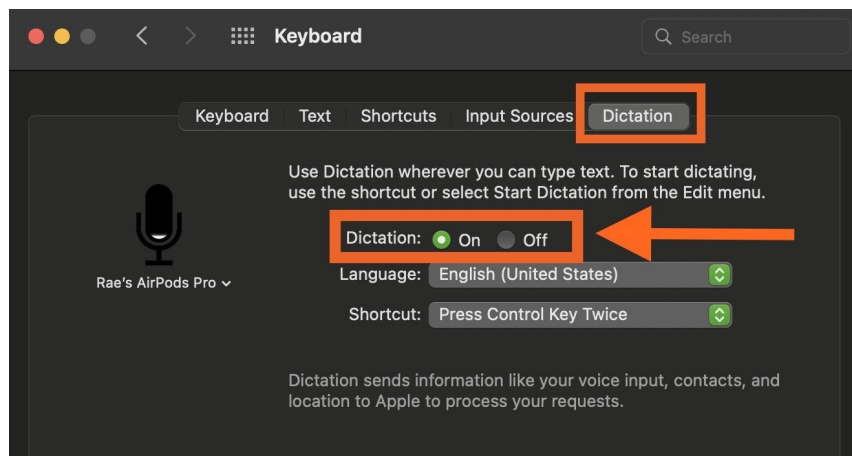 Keyboard
Search
Keyboard Text Shortcuts Input Sources Dictation
Use Dictation wherever you can type text. To start dictating,
use the shortcut or select Start Dictation from the Edit menu.
Dictation: On Off
Rae's AirPods Pro
Language: English (United States)
Shortcut: Press Control Key Twice
Dictation sends information like your voice input, contacts, and
location to Apple to process your requests.